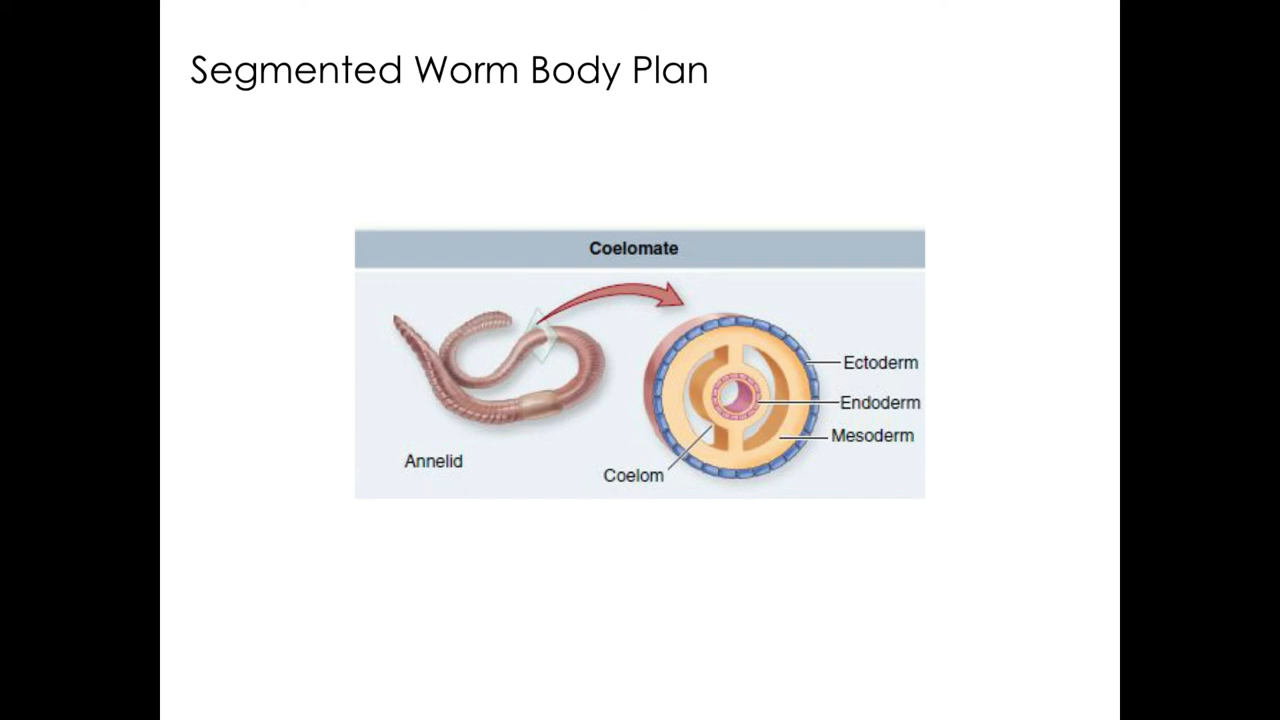 Segmented Worm Body Plan
Coelomate
Ectoderm
Endoderm
Mesoderm
Annelid
Coelom